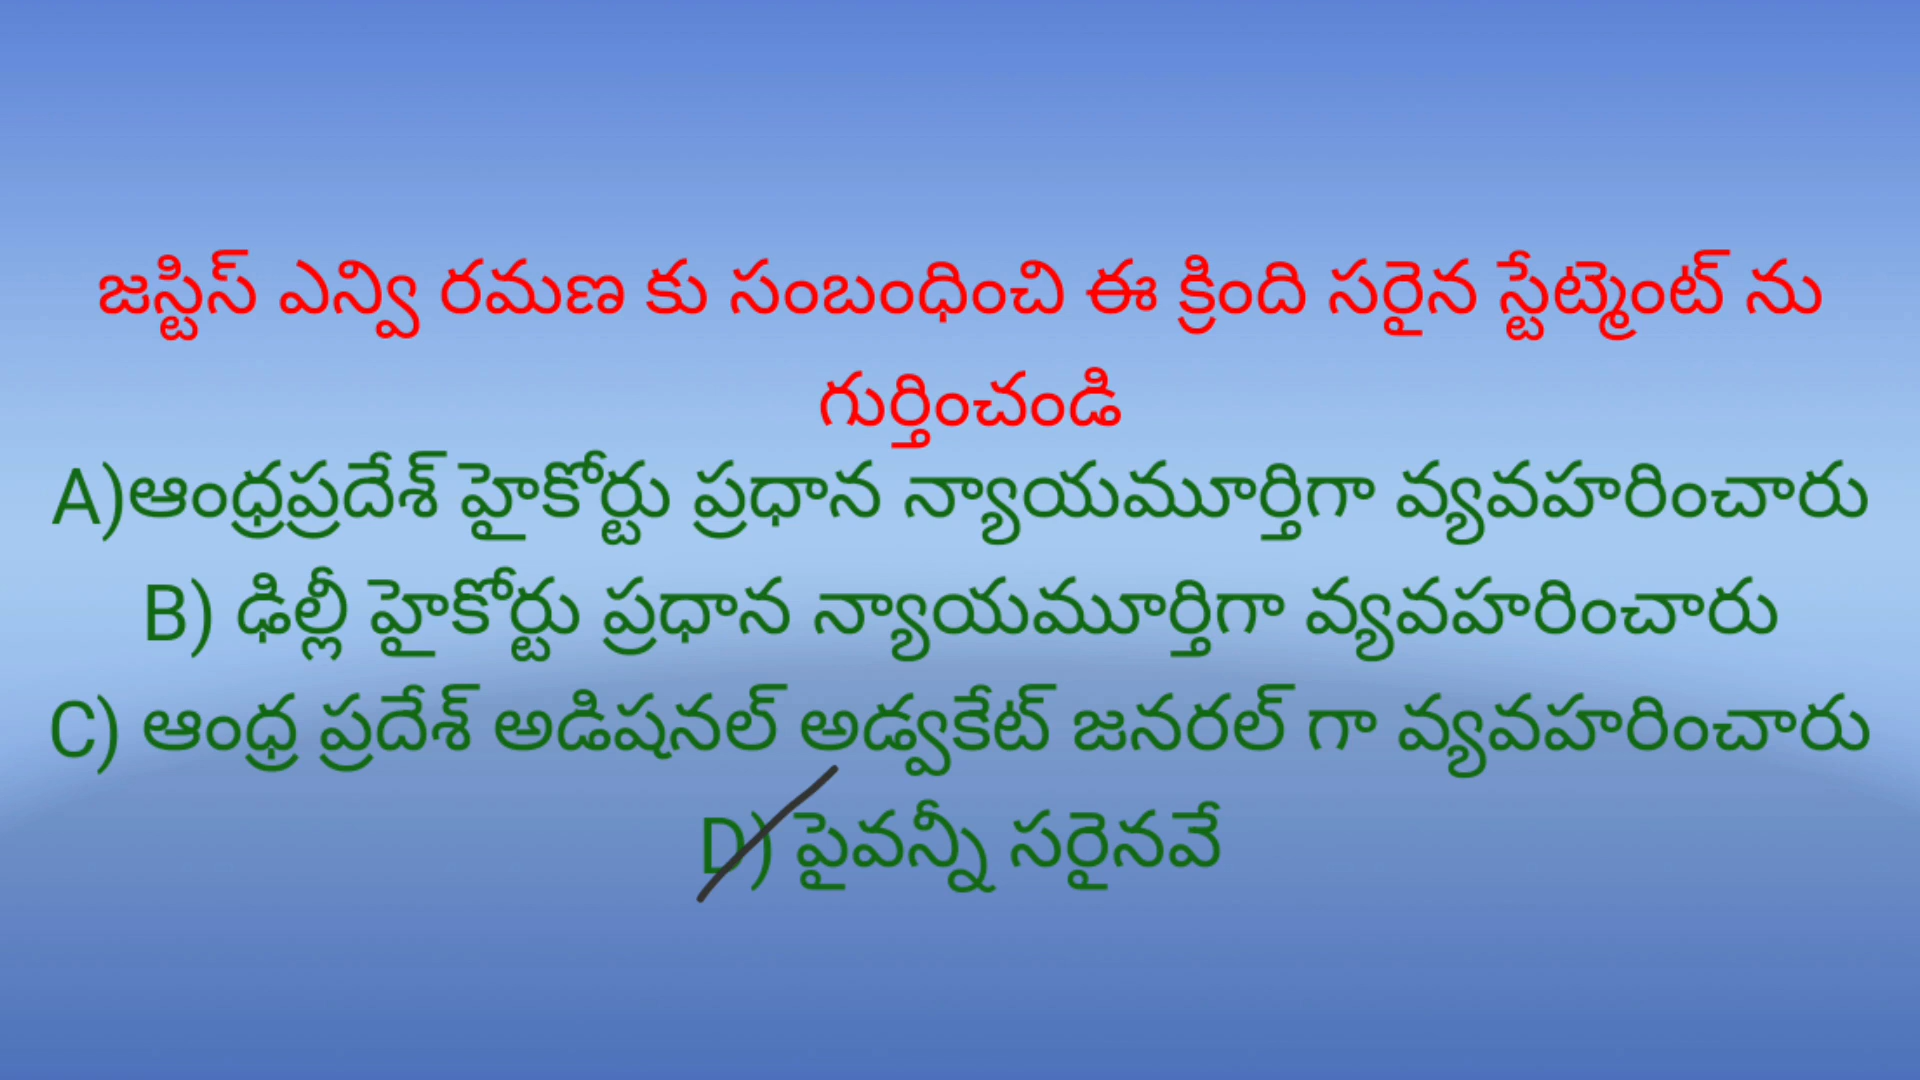 జస్టిస్ ఎన్వి రమణ కు సంబంధించి ఈ క్రింది సరైన స్టేట్మెంట్ ను
గుర్తించండి
A)ఆంధ్రప్రదేశ్ హైకోర్టు ప్రధాన న్యాయమూర్తిగా వ్యవహరించారు
B) ఢిల్లీ హైకోర్టు ప్రధాన న్యాయమూర్తిగా వ్యవహరించారు
C) ఆంధ్ర ప్రదేశ్ అడిషనల్ అడ్వకేట్ జనరల్ గా వ్యవహరించారు
D) పైవన్నీ సరైనవే